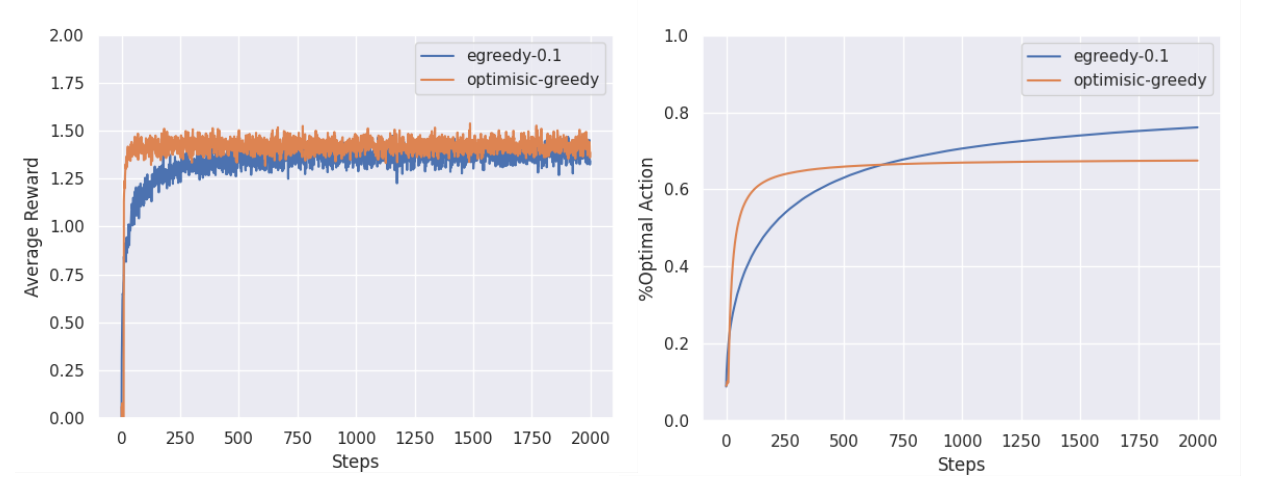 2.00
1.75
1.50
1.25
1.00
0.75
0.50
0.25
0.00
Average Reward
egreedy-0.1
optimisic-greedy
0 250 500 750 1000 1250 1500 1750 2000
Steps
1.0
0.8
0.6
0.4
0.2
0.0
%Optimal Action
egreedy-0.1
optimisic-greedy
0 250 500 750 1000 1250 1500 1750 2000
Steps